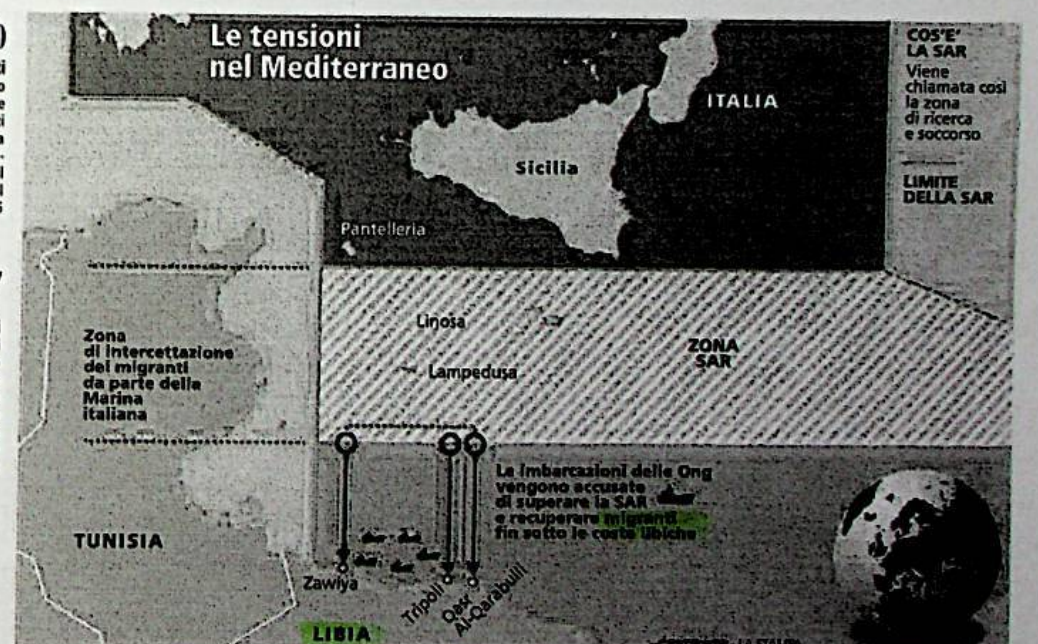 Le tensioni
nel Mediterraneo
COS'E'
LA SAR
Viene
chiamata così
la zona
di ricerca
e soccorso
LIMITE
DELLA SAR
ITALIA
Sicilia
Pantelleria
Linosa
Lampedusa
ZONA
SAR
Zona
di intercettazione
dei migranti
da parte della
Marina
italiana
Le imbarcazioni delle Ong
vengono accusate
di superare la SAR
e recuperare migranti
fin sotto le coste libiche
TUNISIA
Zawiya
Tripoli
Qasr
Al-Qarabulli
LIBIA